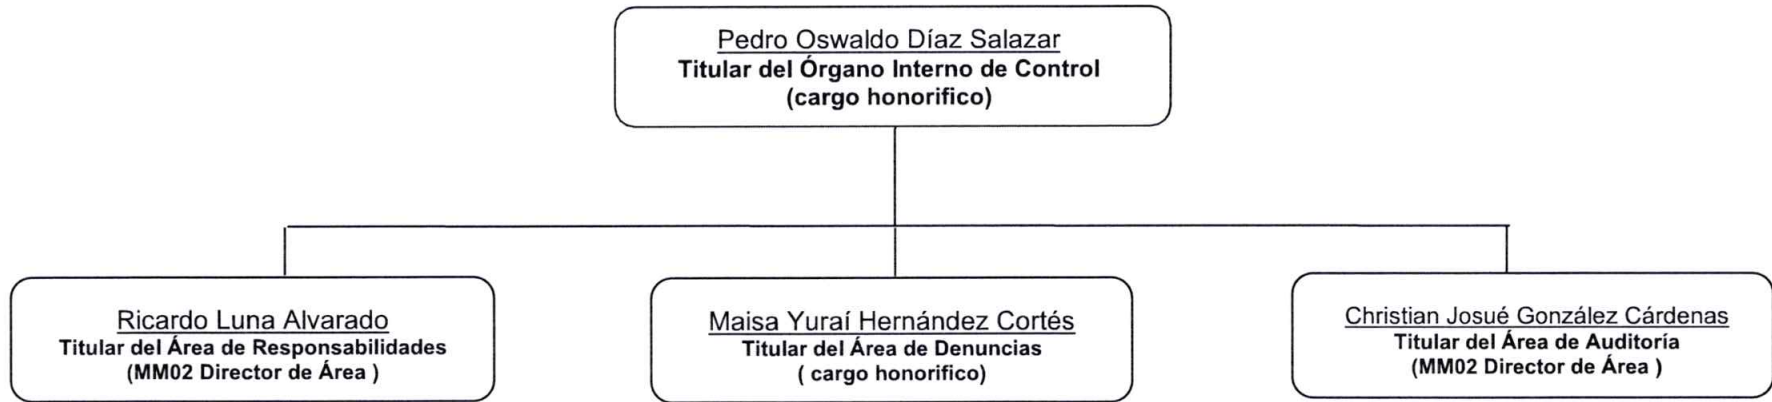 Pedro Oswaldo Díaz Salazar
Titular del Órgano Interno de Control
(cargo honorifico)
Ricardo Luna Alvarado
Titular del Área de Responsabilidades
(MM02 Director de Área )
Maisa Yuraí Hernández Cortés
Titular del Área de Denuncias
( cargo honorifico)
Christian Josué González Cárdenas
Titular del Área de Auditoría
(MM02 Director de Área )